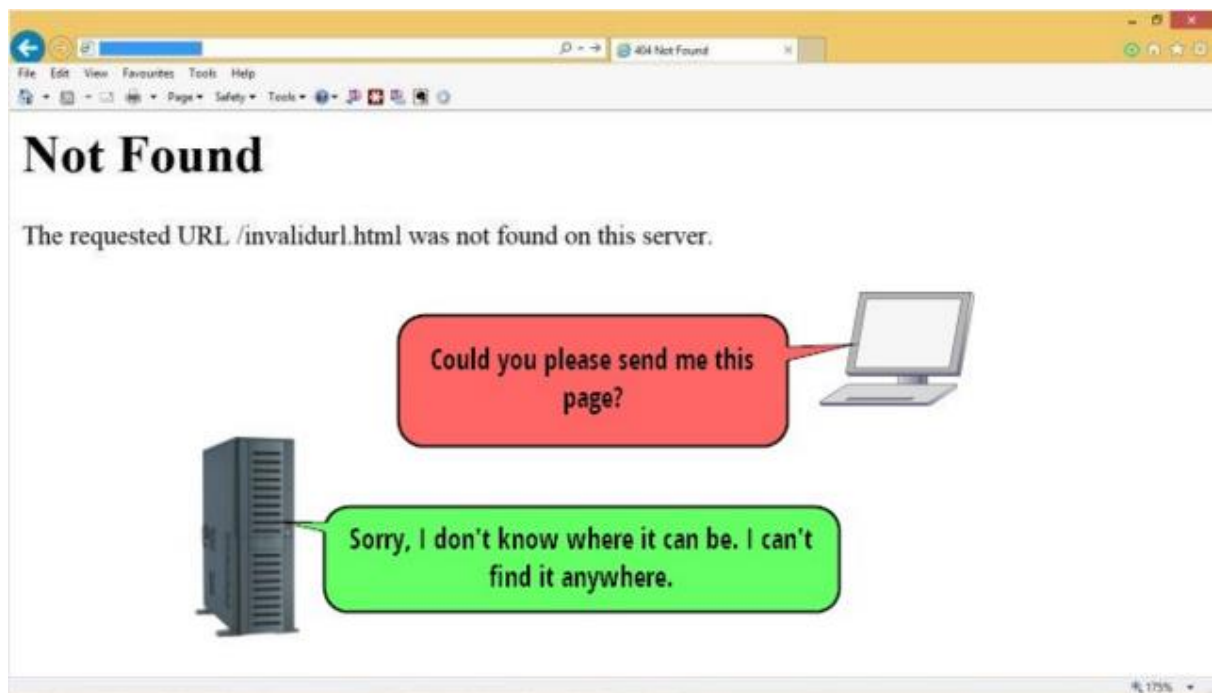 404 Not Found
File Edit View Favourites Tools Help
Page Safety Tools
Not Found
The requested URL /invalidurl.html was not found on this server.
Could you please send me this
page?
Sorry, I don't know where it can be. I can't
find it anywhere.
175%